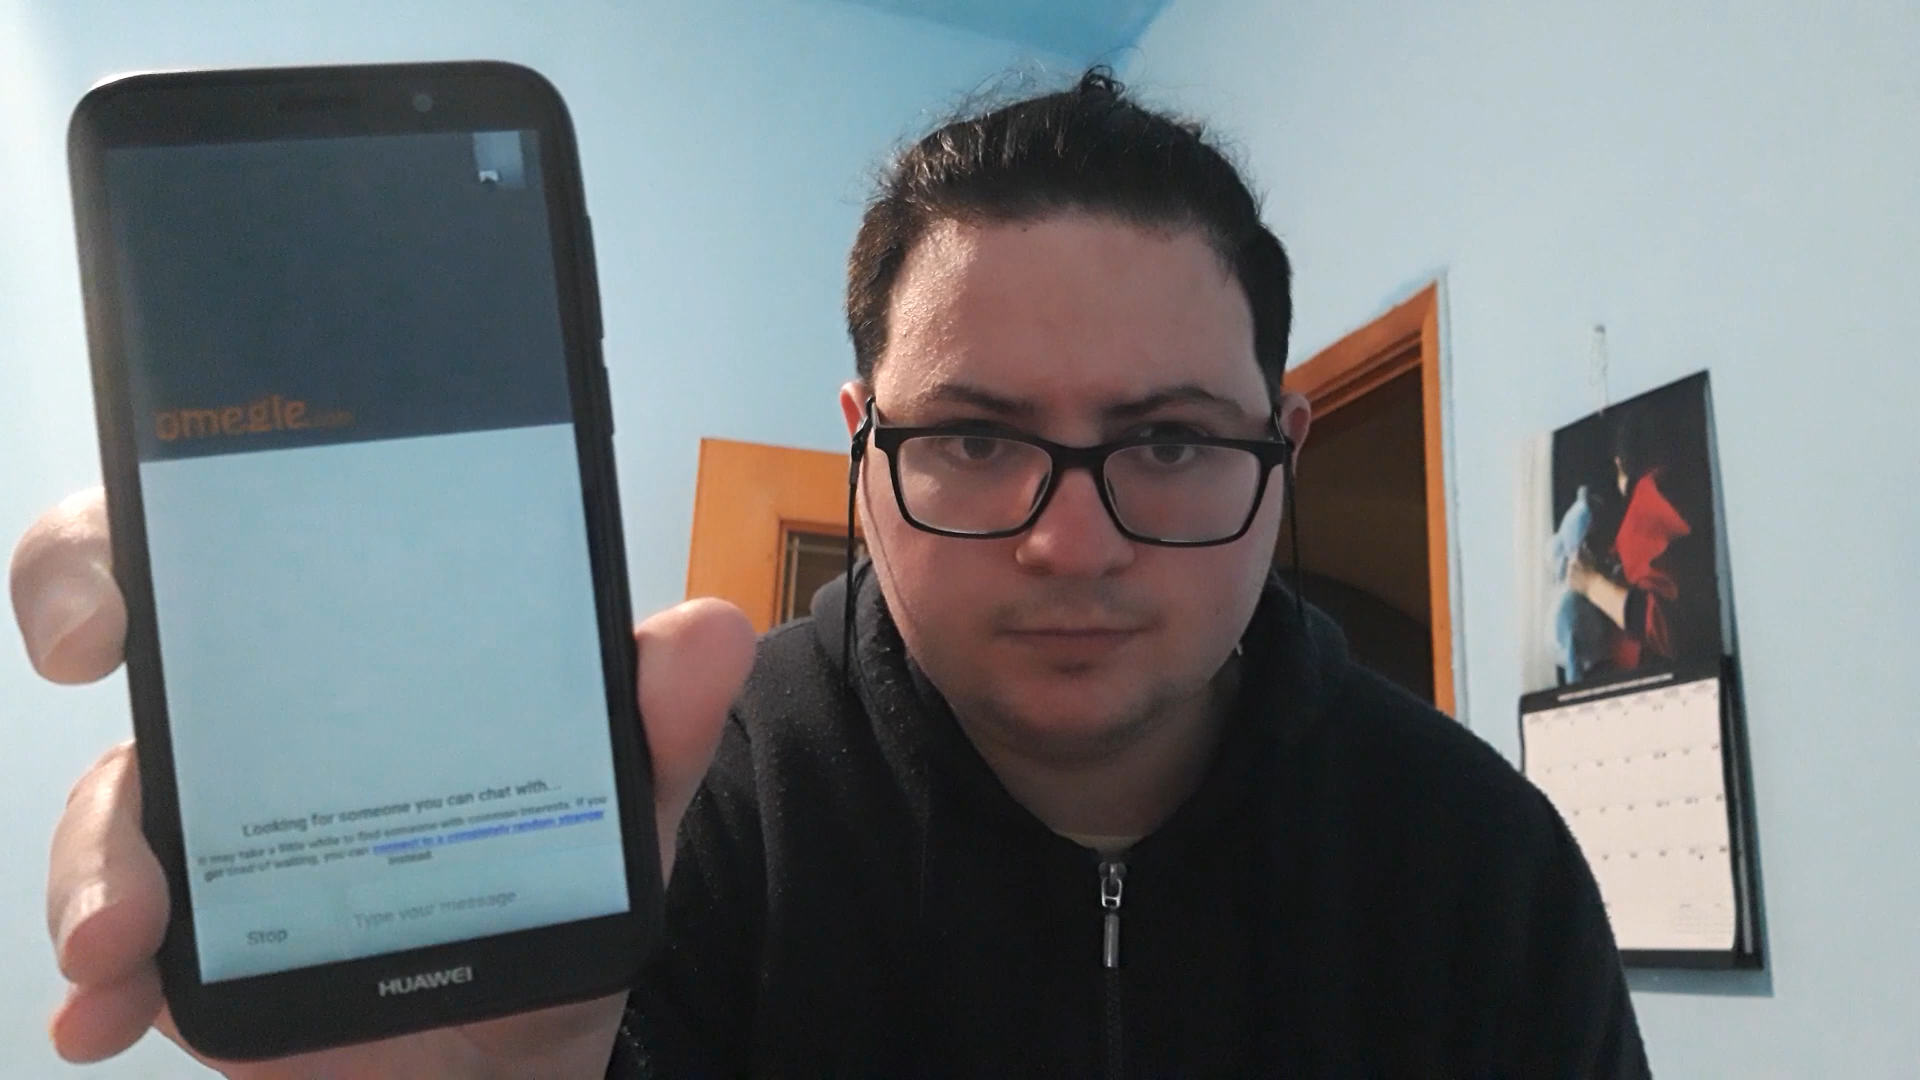 omegle.com
Looking for someone you can chat with...
It may take a little while to find someone with common interests. If you
get tired of waiting, you can connect to a completely random stranger
instead.
Stop
Type your message
HUAWEI